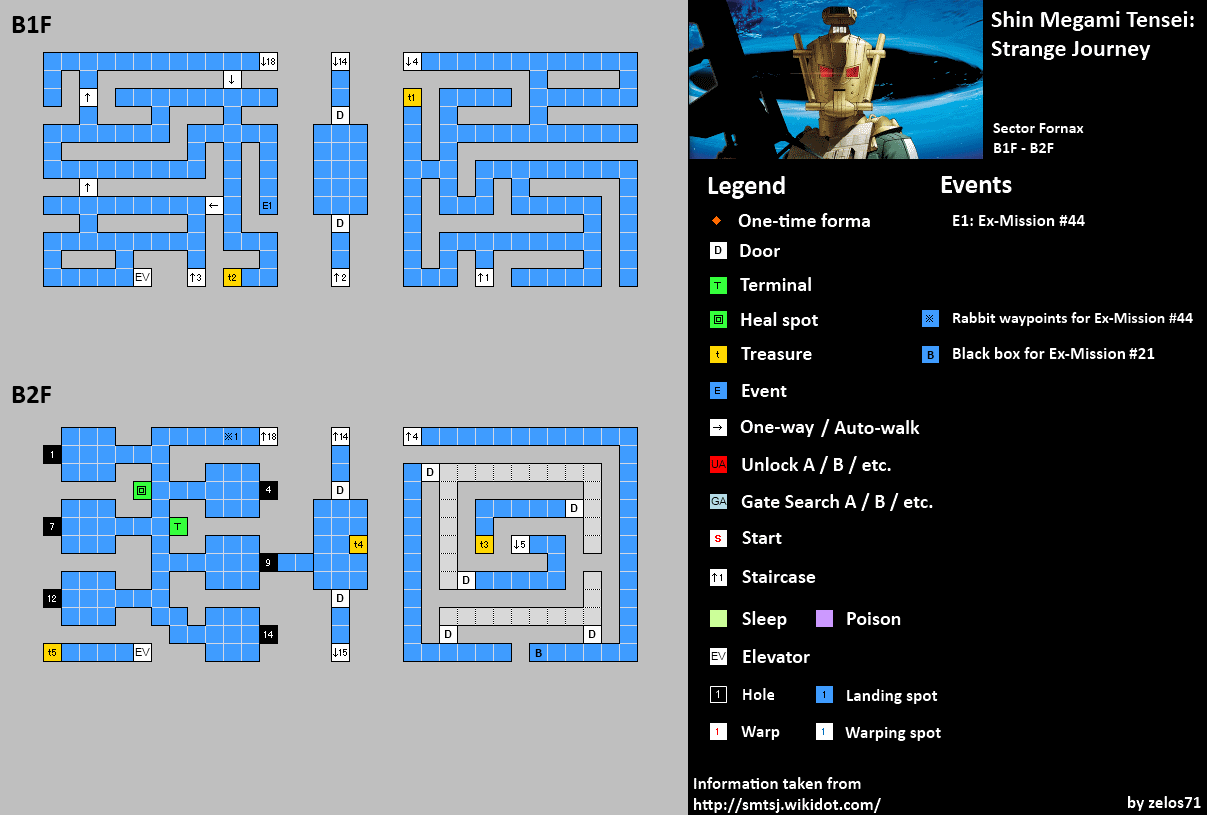 B1F
↓18
↓14
↓4
↓
↑
t1
D
↑
←
E1
D
EV
↑3
t2
↑2
↑1
B2F
※1
↑18
↑14
↑4
1
D
4
D
D
7
T
9
t4
t3
↓5
D
12
D
14
D
D
t5
EV
↓15
B
Shin Megami Tensei:
Strange Journey
Sector Fornax
B1F - B2F
Legend
Events
One-time forma
E1: Ex-Mission #44
D Door
T Terminal
Heal spot
※ Rabbit waypoints for Ex-Mission #44
t Treasure
B Black box for Ex-Mission #21
E Event
→ One-way / Auto-walk
UA Unlock A / B / etc.
GA Gate Search A / B / etc.
S Start
↑1 Staircase
Sleep
Poison
EV Elevator
1 Hole
1 Landing spot
1 Warp
1 Warping spot
Information taken from
http://smtsj.wikidot.com/
by zelos71